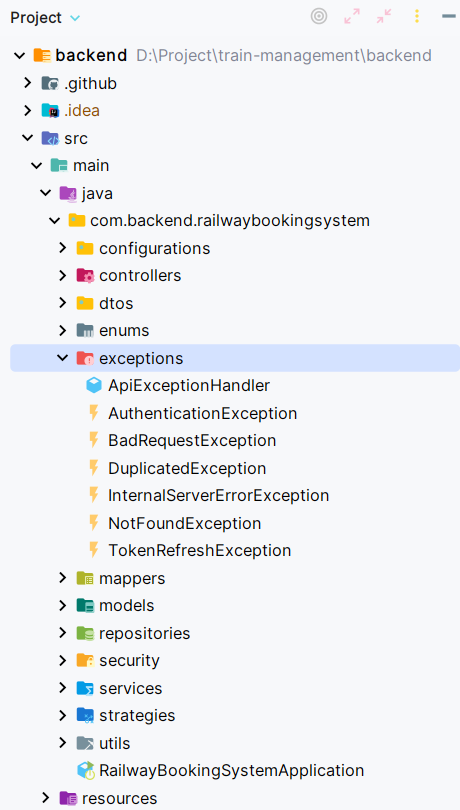 Project
backend D:\Project\train-management\backend
.github
.idea
src
main
java
com.backend.railwaybookingsystem
configurations
controllers
dtos
enums
exceptions
ApiExceptionHandler
AuthenticationException
BadRequestException
DuplicatedException
InternalServerErrorException
NotFoundException
TokenRefreshException
mappers
models
repositories
security
services
strategies
utils
RailwayBookingSystemApplication
resources